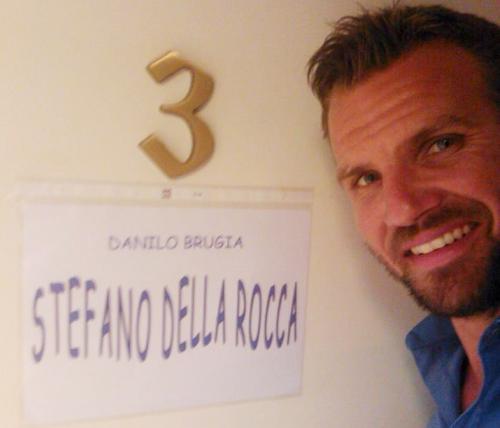 3
DANILO BRUGIA
STEFANO DELLA ROCCA